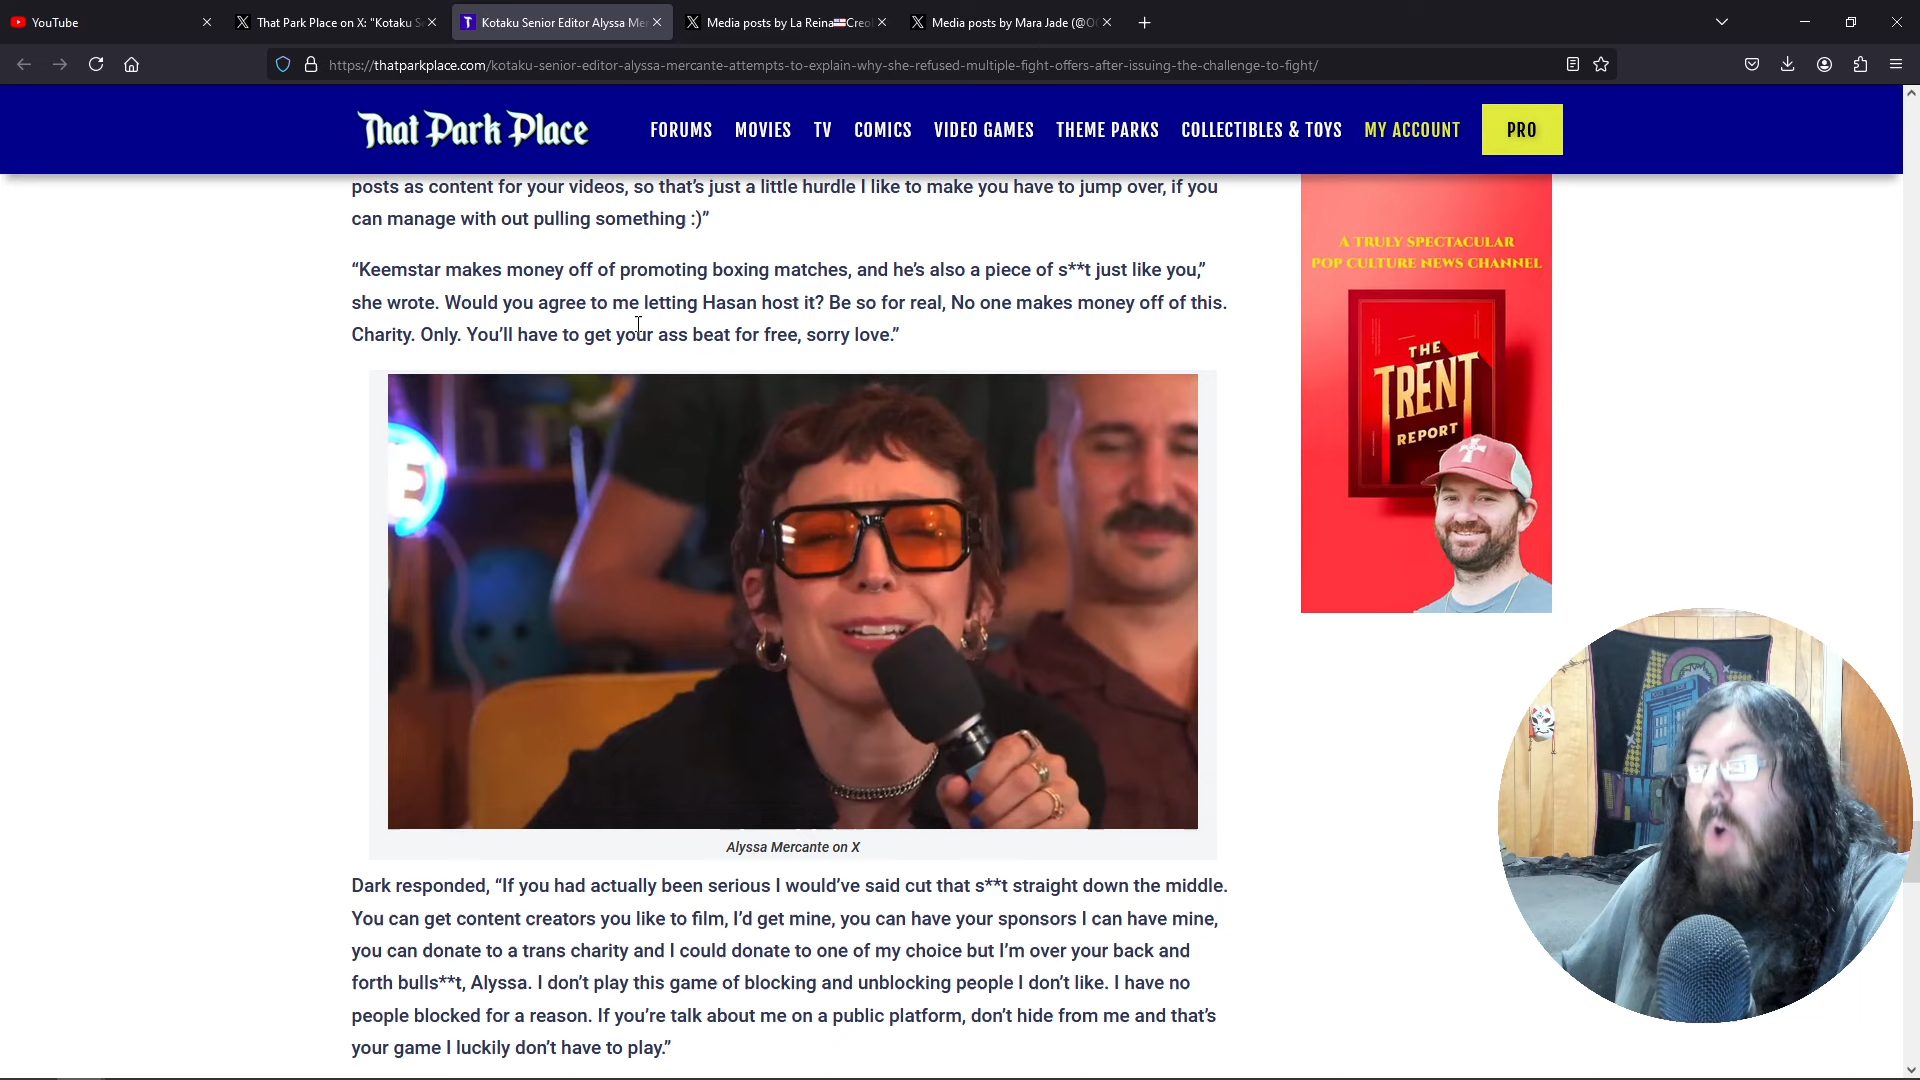 YouTube
That Park Place on X: "Kotaku S
Kotaku Senior Editor Alyssa Me
Media posts by La Reina Creo
Media posts by Mara Jade (@O
https://thatparkplace.com/kotaku-senior-editor-alyssa-mercante-attempts-to-explain-why-she-refused-multiple-fight-offers-after-issuing-the-challenge-to-fight/
That Park Place
FORUMS MOVIES TV COMICS VIDEO GAMES THEME PARKS COLLECTIBLES & TOYS MY ACCOUNT PRO
posts as content for your videos, so that’s just a little hurdle I like to make you have to jump over, if you
can manage with out pulling something :)”
“Keemstar makes money off of promoting boxing matches, and he’s also a piece of s**t just like you,”
she wrote. Would you agree to me letting Hasan host it? Be so for real, No one makes money off of this.
Charity. Only. You’ll have to get your ass beat for free, sorry love.”
Alyssa Mercante on X
Dark responded, “If you had actually been serious I would’ve said cut that s**t straight down the middle.
You can get content creators you like to film, I’d get mine, you can have your sponsors I can have mine,
you can donate to a trans charity and I could donate to one of my choice but I’m over your back and
forth bulls**t, Alyssa. I don’t play this game of blocking and unblocking people I don’t like. I have no
people blocked for a reason. If you’re talk about me on a public platform, don’t hide from me and that’s
your game I luckily don’t have to play.”
A TRULY SPECTACULAR
POP CULTURE NEWS CHANNEL
THE
TRENT
REPORT